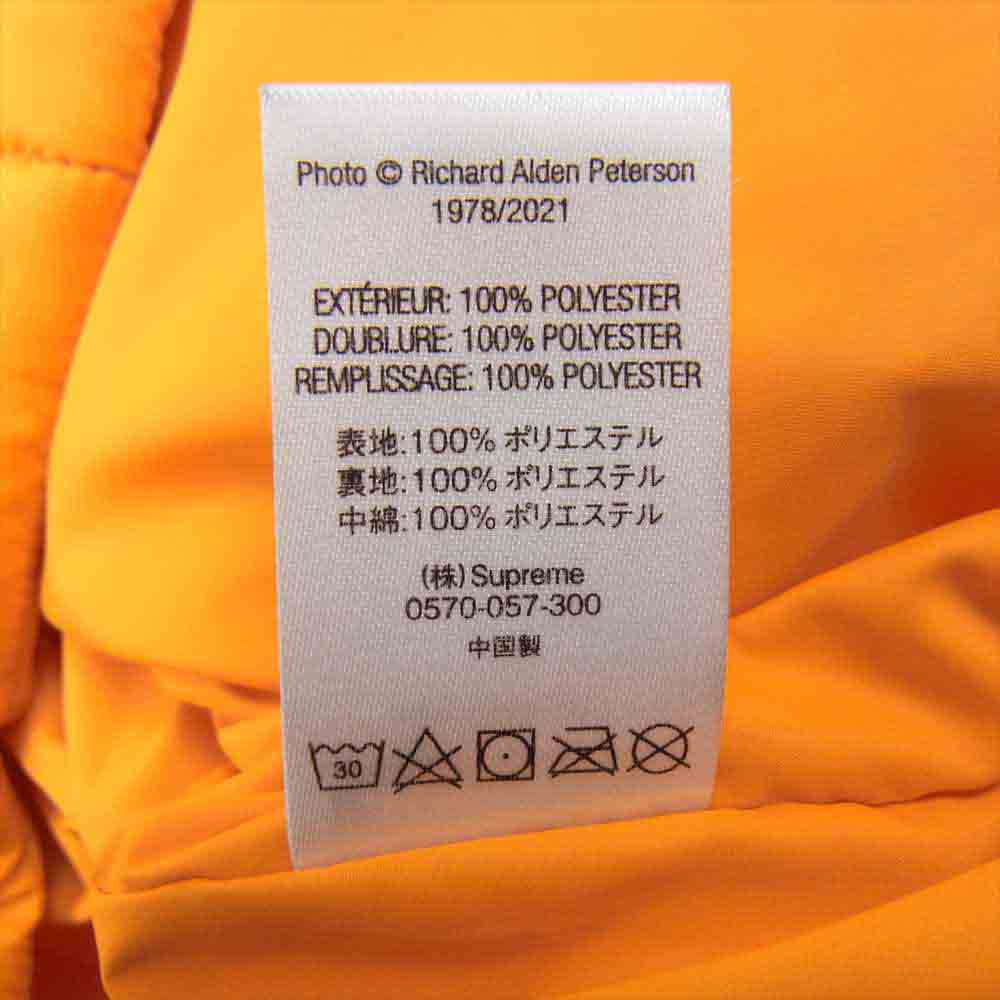 Photo © Richard Alden Peterson
1978/2021
EXTÉRIEUR: 100% POLYESTER
DOUBLURE: 100% POLYESTER
REMPLISSAGE: 100% POLYESTER
表地:100% ポリエステル
裏地:100% ポリエステル
中綿:100% ポリエステル
(株)Supreme
0570-057-300
中国製
30